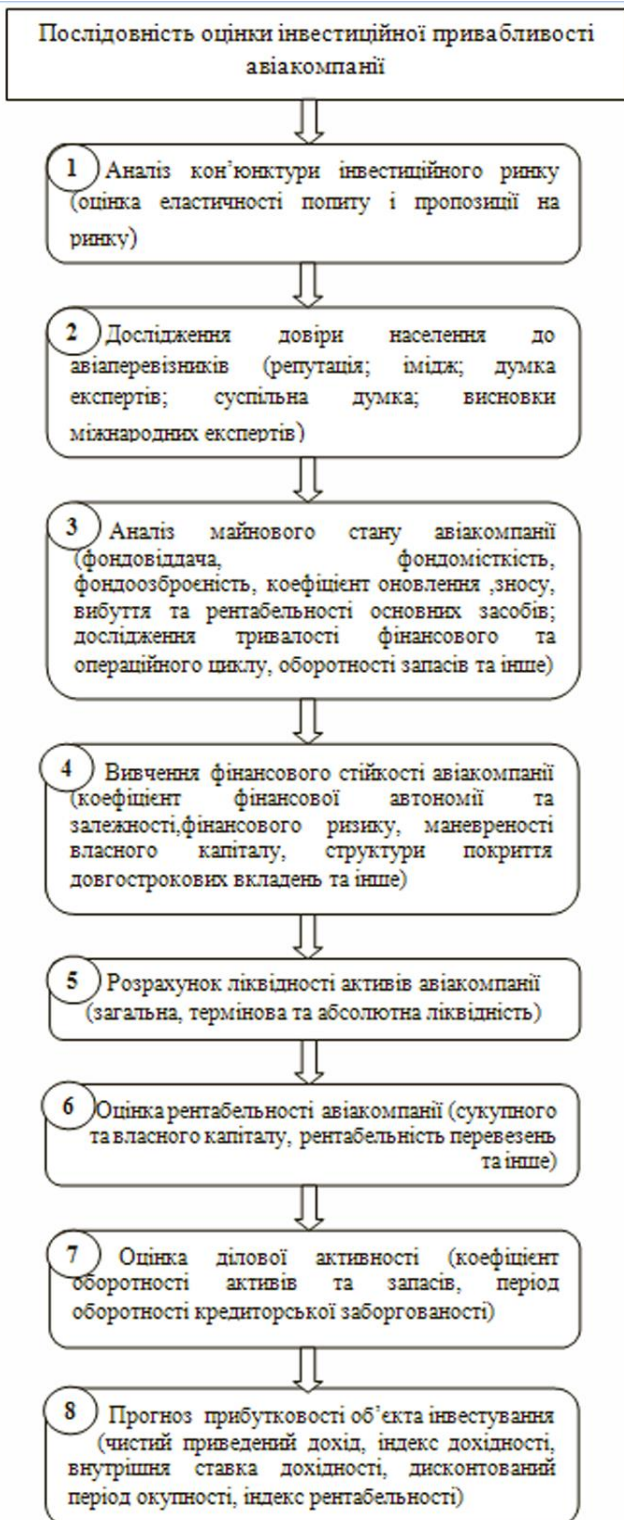 Послідовність оцінки інвестиційної привабливості
авіакомпанії
1 Аналіз кон’юнктури інвестиційного ринку
(оцінка еластичності попиту і пропозиції на
ринку)
2 Дослідження довіри населення до
авіаперевізників (репутація; імідж; думка
експертів; суспільна думка; висновки
міжнародних експертів)
3 Аналіз майнового стану авіакомпанії
(фондовіддача, фондомісткість,
фондоозброєність, коефіцієнт оновлення ,зносу,
вибуття та рентабельності основних засобів;
дослідження тривалості фінансового та
операційного циклу, оборотності запасів та інше)
4 Вивчення фінансового стійкості авіакомпанії
(коефіцієнт фінансової автономії та
залежності,фінансового ризику, маневреності
власного капіталу, структури покриття
довгострокових вкладень та інше)
5 Розрахунок ліквідності активів авіакомпанії
(загальна, термінова та абсолютна ліквідність)
6 Оцінка рентабельності авіакомпанії (сукупного
та власного капіталу, рентабельність перевезень
та інше)
7 Оцінка ділової активності (коефіцієнт
оборотності активів та запасів, період
оборотності кредиторської заборгованості)
8 Прогноз прибутковості об’єкта інвестування
(чистий приведений дохід, індекс дохідності,
внутрішня ставка дохідності, дисконтований
період окупності, індекс рентабельності)